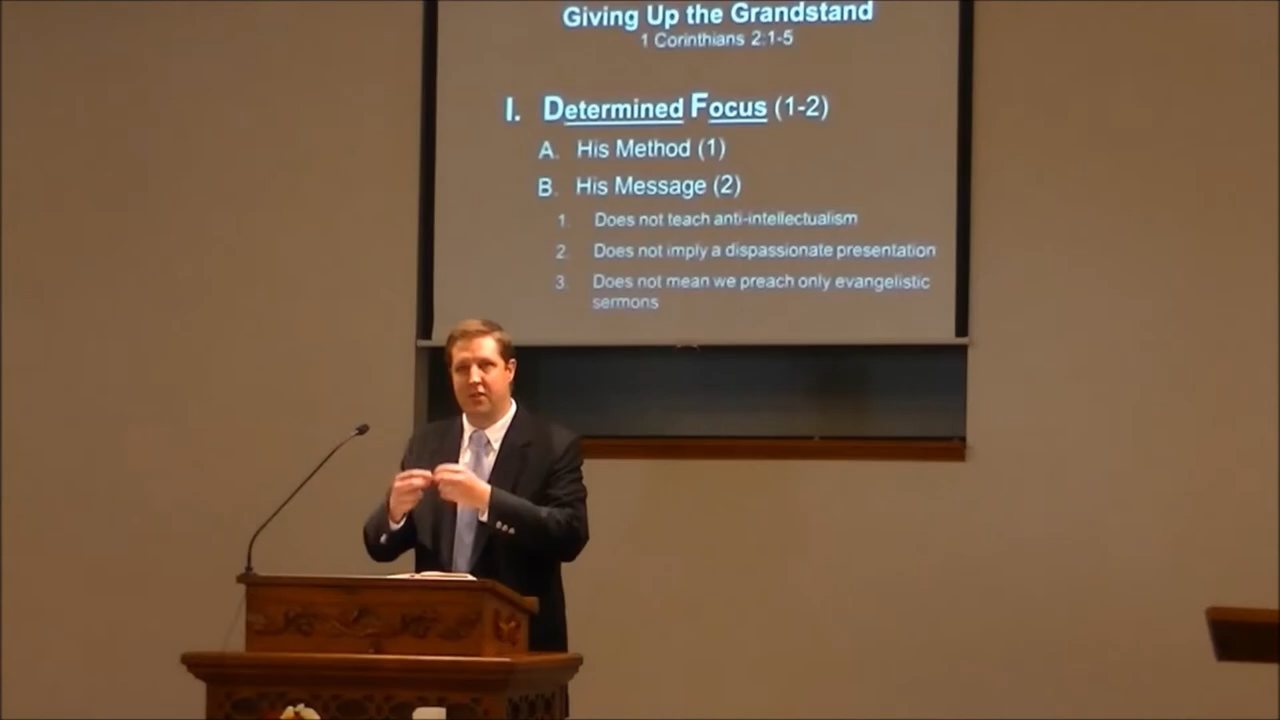 Giving Up the Grandstand
1 Corinthians 2:1-5
I. Determined Focus (1-2)
A. His Method (1)
B. His Message (2)
1. Does not teach anti-intellectualism
2. Does not imply a dispassionate presentation
3. Does not mean we preach only evangelistic
sermons